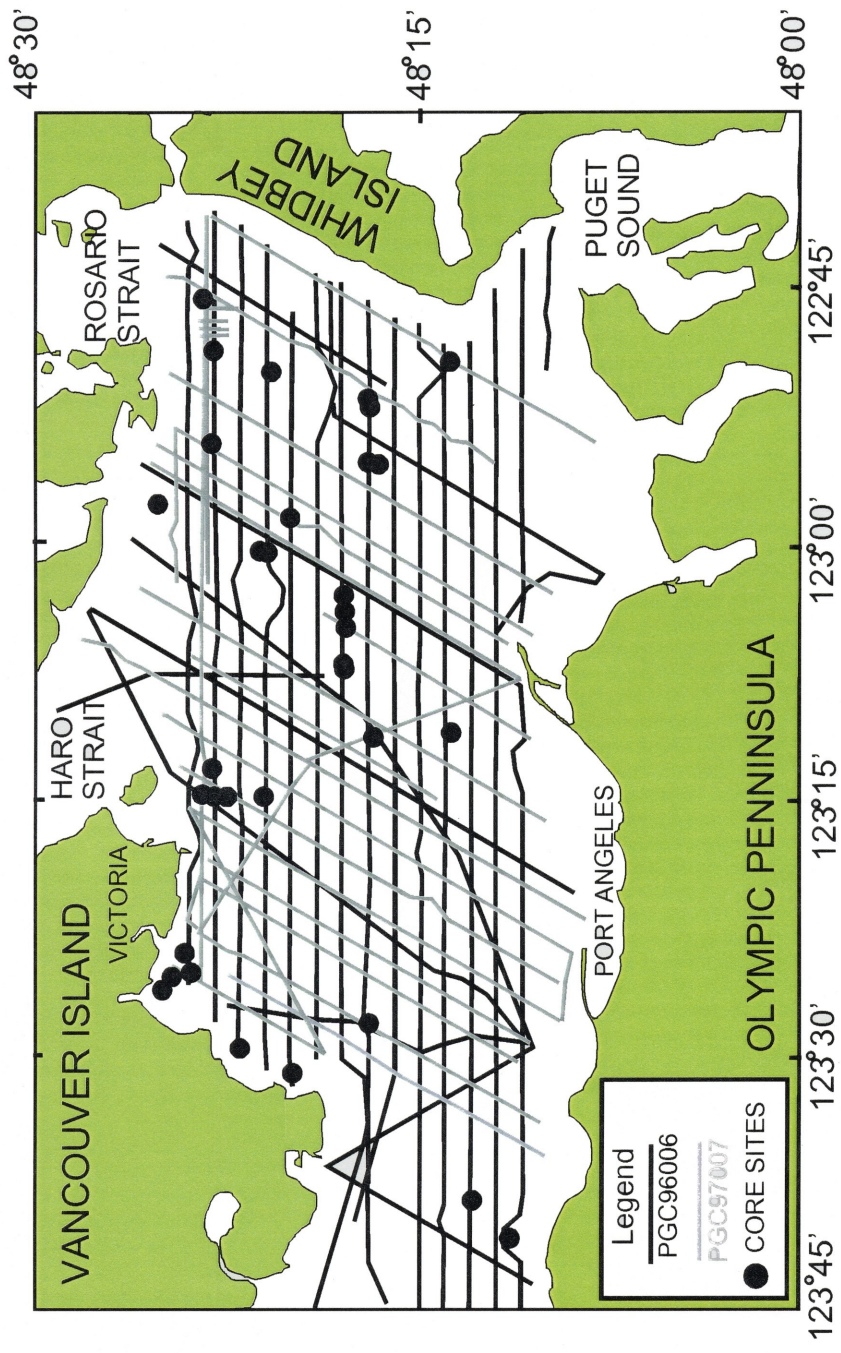 48°30'
48°15'
48°00'
VANCOUVER ISLAND
VICTORIA
HARO
STRAIT
ROSARIO
STRAIT
WHIDBEY
ISLAND
PUGET
SOUND
PORT ANGELES
OLYMPIC PENNINSULA
Legend
PGC96006
PGC97007
CORE SITES
123°45'
123°30'
123°15'
123°00'
122°45'